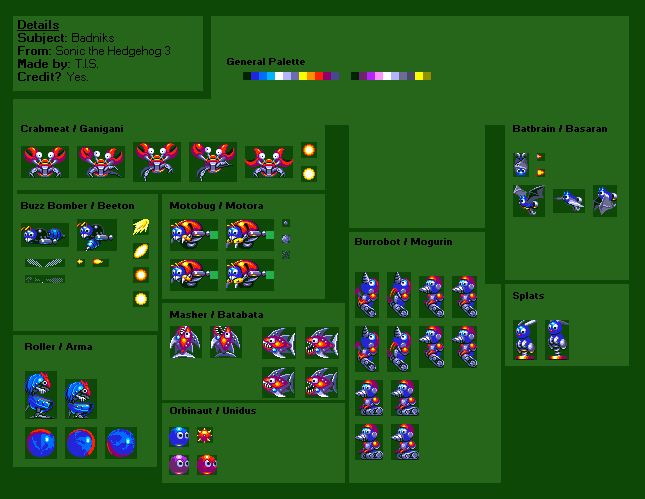 Details
Subject: Badniks
From: Sonic the Hedgehog 3
Made by: T.I.S.
Credit? Yes.
General Palette
Crabmeat / Ganigani
Batbrain / Basaran
Buzz Bomber / Beeton
Motobug / Motora
Burrobot / Mogurin
Splats
Masher / Batabata
Roller / Arma
Orbinaut / Unidus